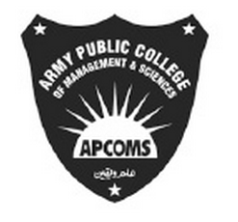 ARMY PUBLIC COLLEGE
OF MANAGEMENT & SCIENCES
APCOMS